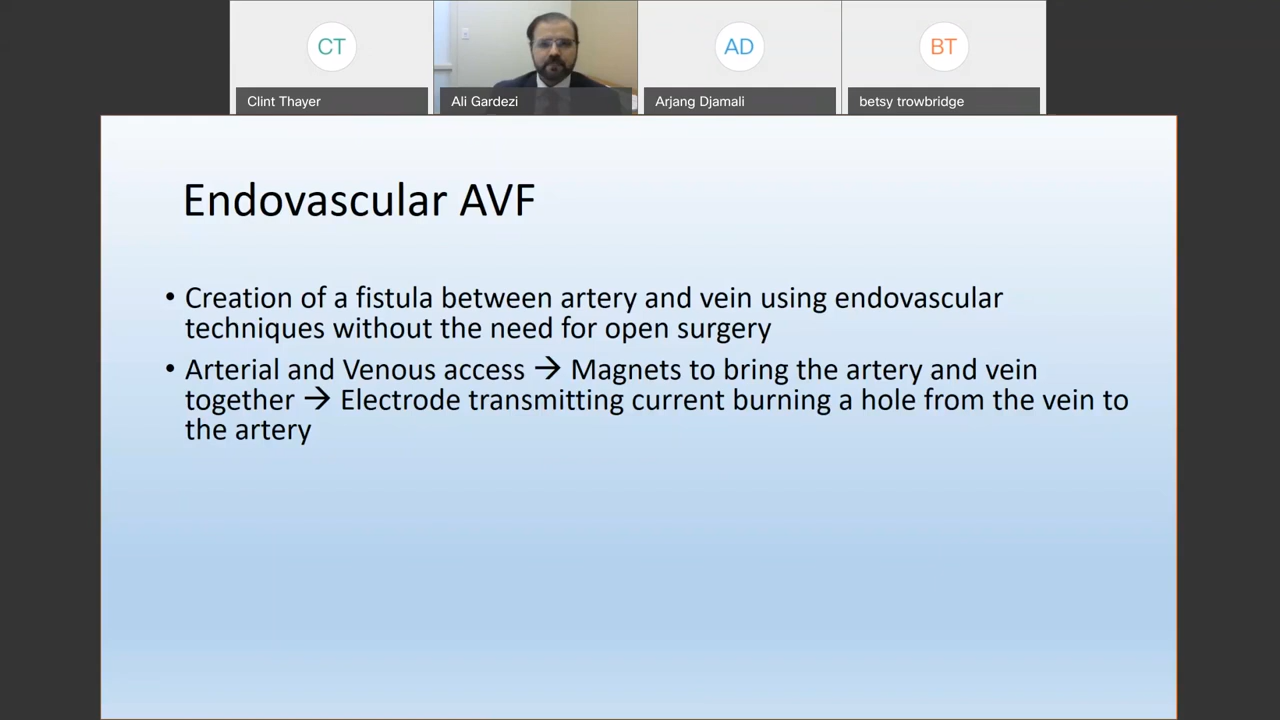 CT
AD
BT
Clint Thayer
Ali Gardezi
Arjang Djamali
betsy trowbridge
Endovascular AVF
• Creation of a fistula between artery and vein using endovascular
techniques without the need for open surgery
• Arterial and Venous access → Magnets to bring the artery and vein
together → Electrode transmitting current burning a hole from the vein to
the artery